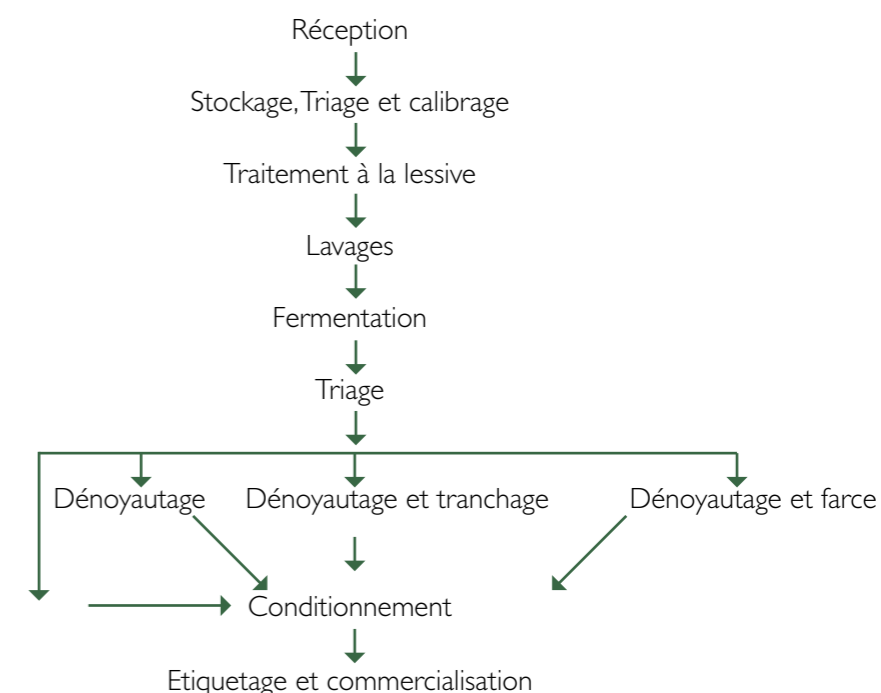 Réception
Stockage, Triage et calibrage
Traitement à la lessive
Lavages
Fermentation
Triage
Dénoyautage
Dénoyautage et tranchage
Dénoyautage et farce
Conditionnement
Etiquetage et commercialisation